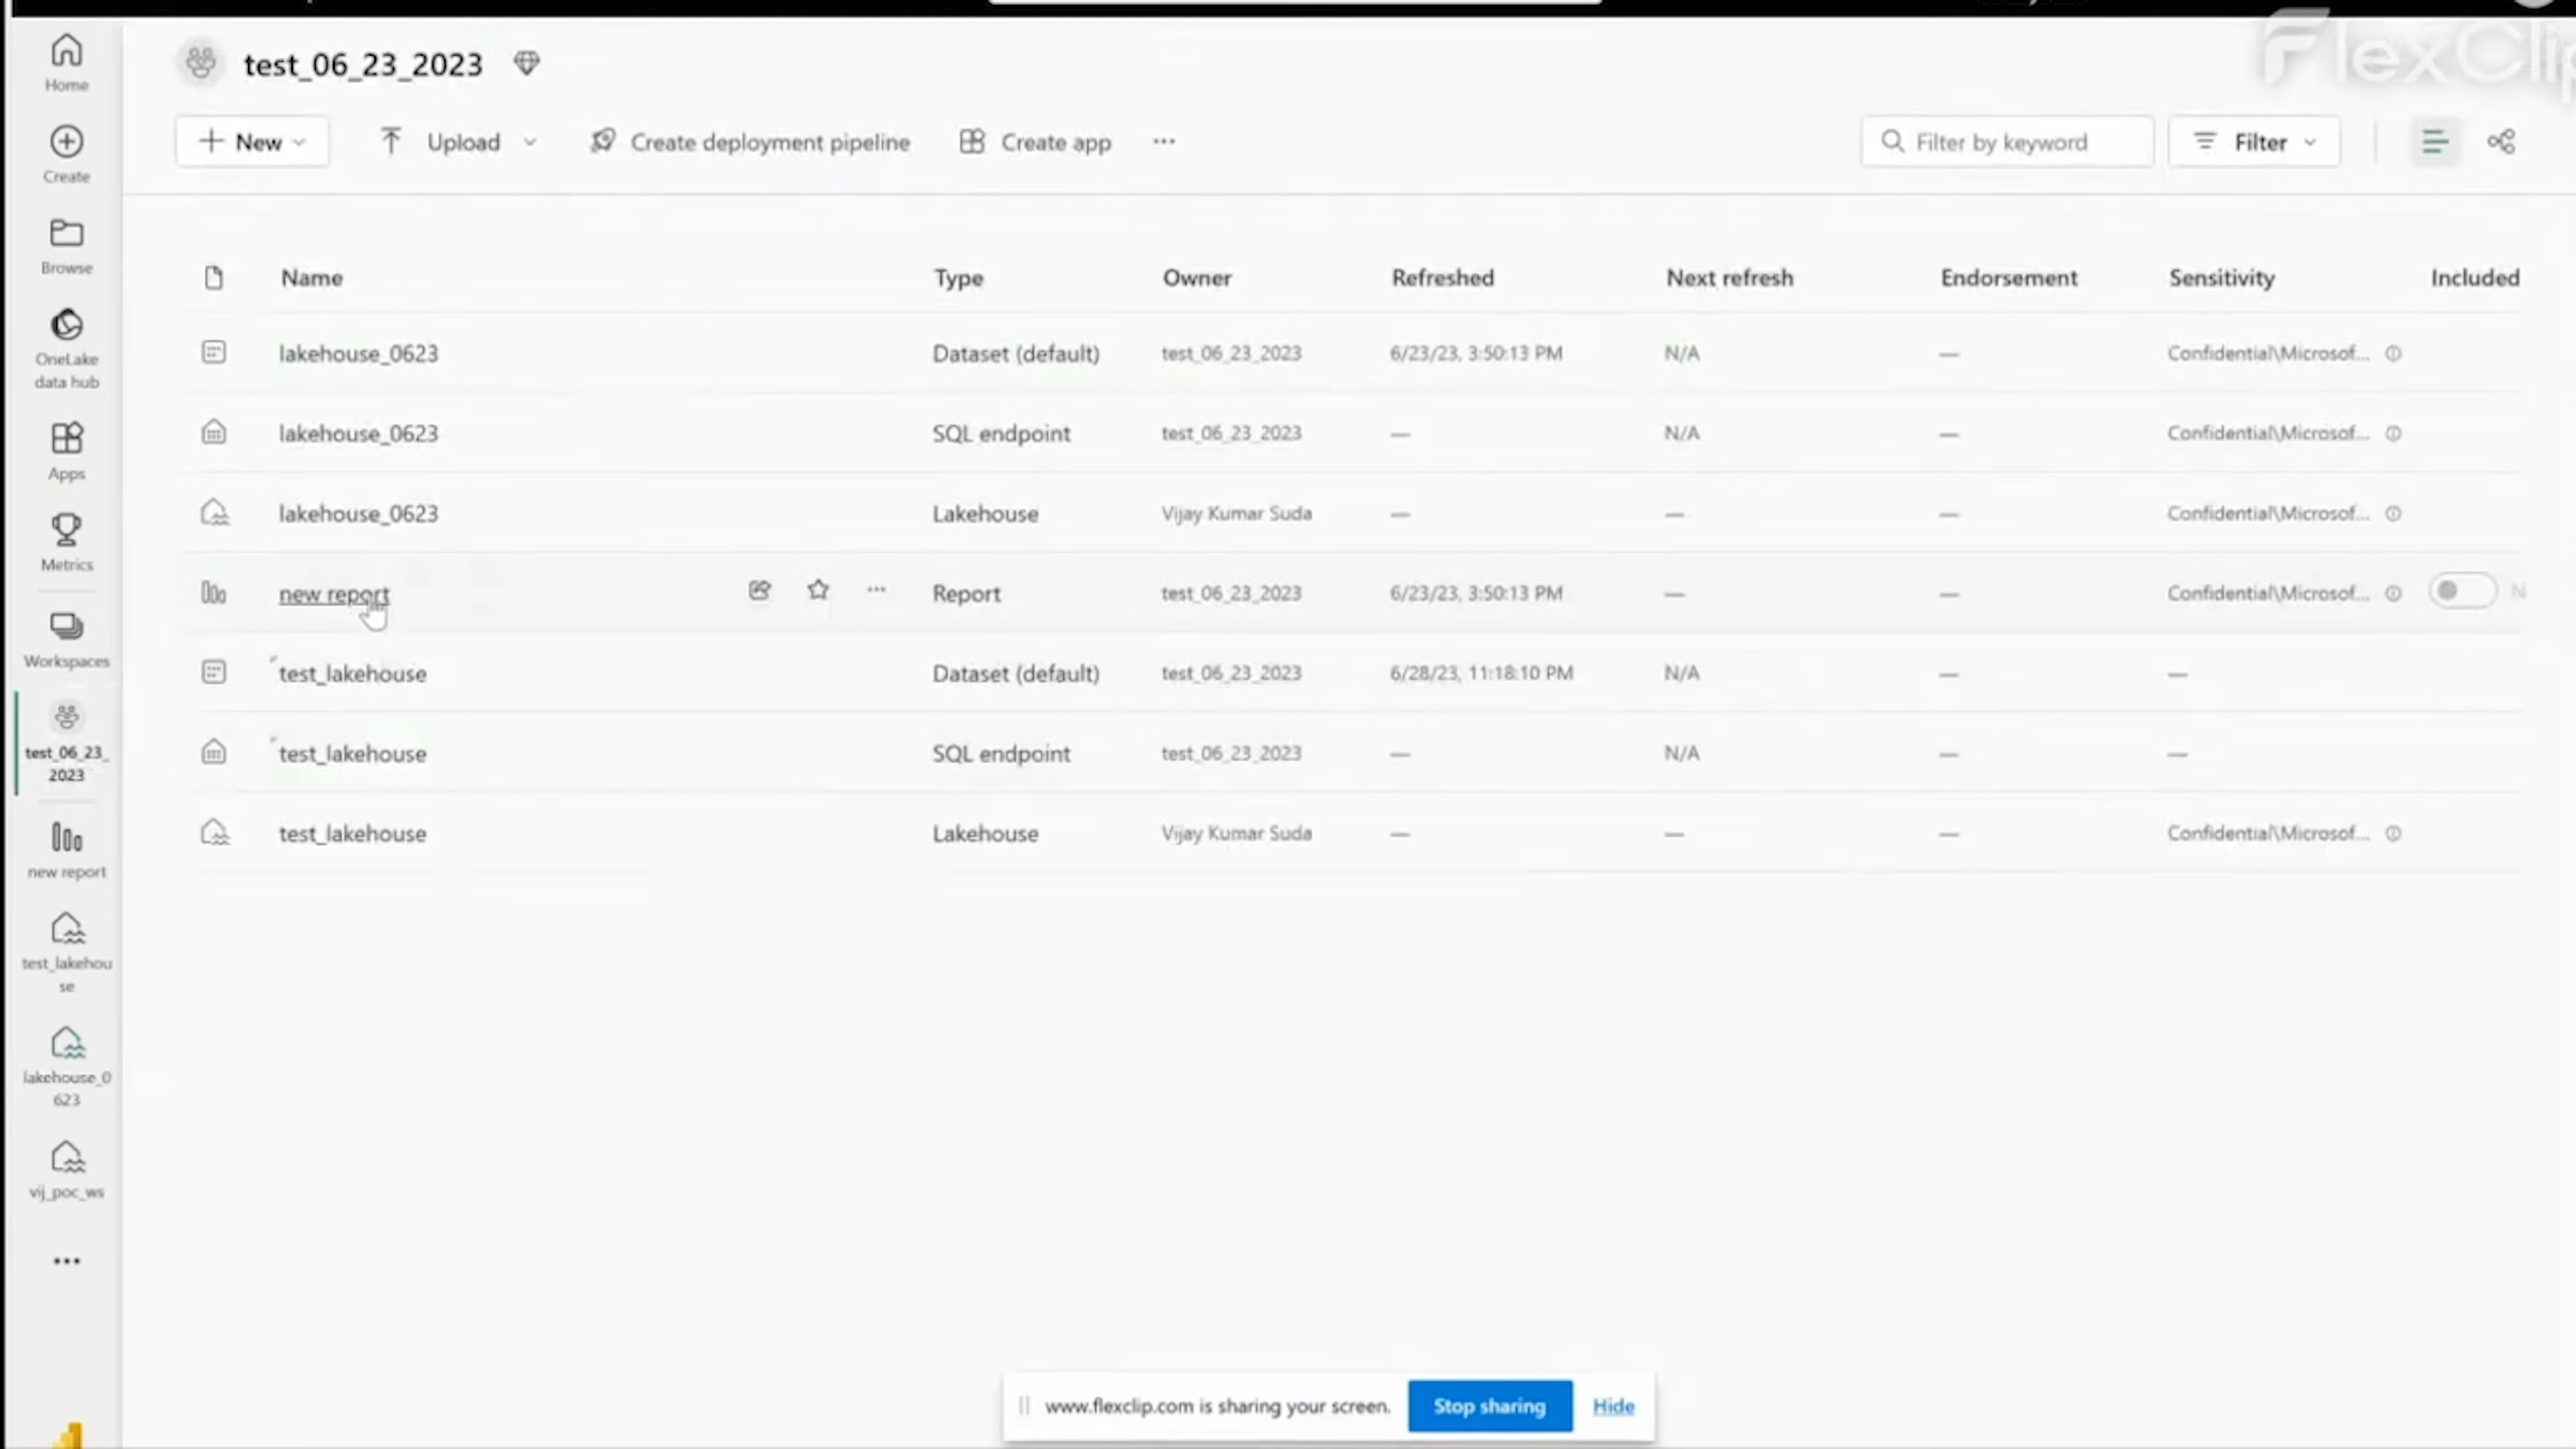 FlexClip
test_06_23_2023
New
Upload
Create deployment pipeline
Create app
Filter by keyword
Filter
Home
Create
Browse
OneLake
data hub
Apps
Metrics
Workspaces
test_06_23_
2023
new report
test_lakehou
se
lakehouse_0
623
vij_poc_ws
Name Type Owner Refreshed Next refresh Endorsement Sensitivity Included
lakehouse_0623 Dataset (default) test_06_23_2023 6/23/23, 3:50:13 PM N/A — Confidential\Microsof...
lakehouse_0623 SQL endpoint test_06_23_2023 — N/A — Confidential\Microsof...
lakehouse_0623 Lakehouse Vijay Kumar Suda — — — Confidential\Microsof...
new report Report test_06_23_2023 6/23/23, 3:50:13 PM — — Confidential\Microsof... N
test_lakehouse Dataset (default) test_06_23_2023 6/28/23, 11:18:10 PM N/A — —
test_lakehouse SQL endpoint test_06_23_2023 — N/A — —
test_lakehouse Lakehouse Vijay Kumar Suda — — — Confidential\Microsof...
www.flexclip.com is sharing your screen. Stop sharing Hide